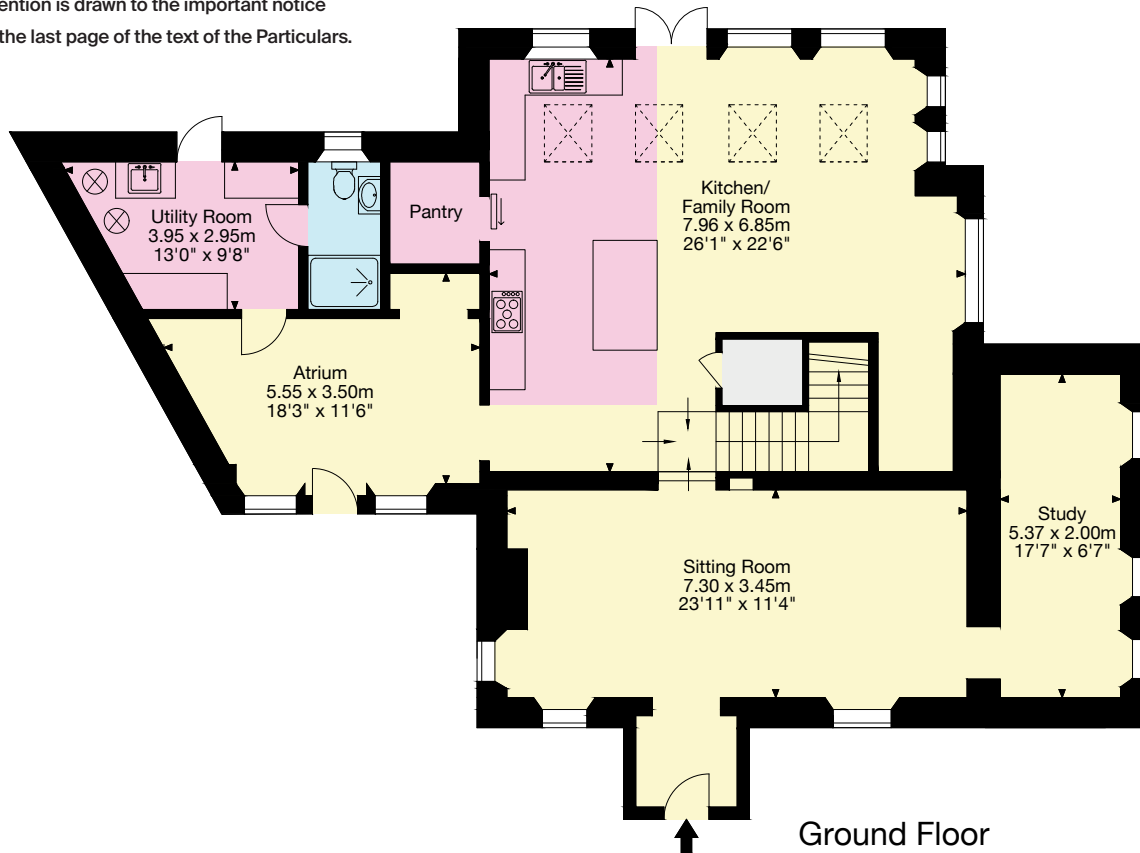 ention is drawn to the important notice
the last page of the text of the Particulars.
Kitchen/
Family Room
7.96 x 6.85m
26'1" x 22'6"
Utility Room
3.95 x 2.95m
13'0" x 9'8"
Pantry
Atrium
5.55 x 3.50m
18'3" x 11'6"
Sitting Room
7.30 x 3.45m
23'11" x 11'4"
Study
5.37 x 2.00m
17'7" x 6'7"
Ground Floor